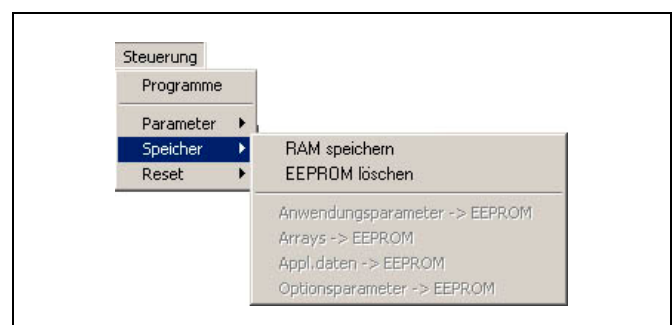 Steuerung
Programme
Parameter
Speicher
Reset
RAM speichern
EEPROM löschen
Anwendungsparameter -> EEPROM
Arrays -> EEPROM
Appl.daten -> EEPROM
Optionsparameter -> EEPROM